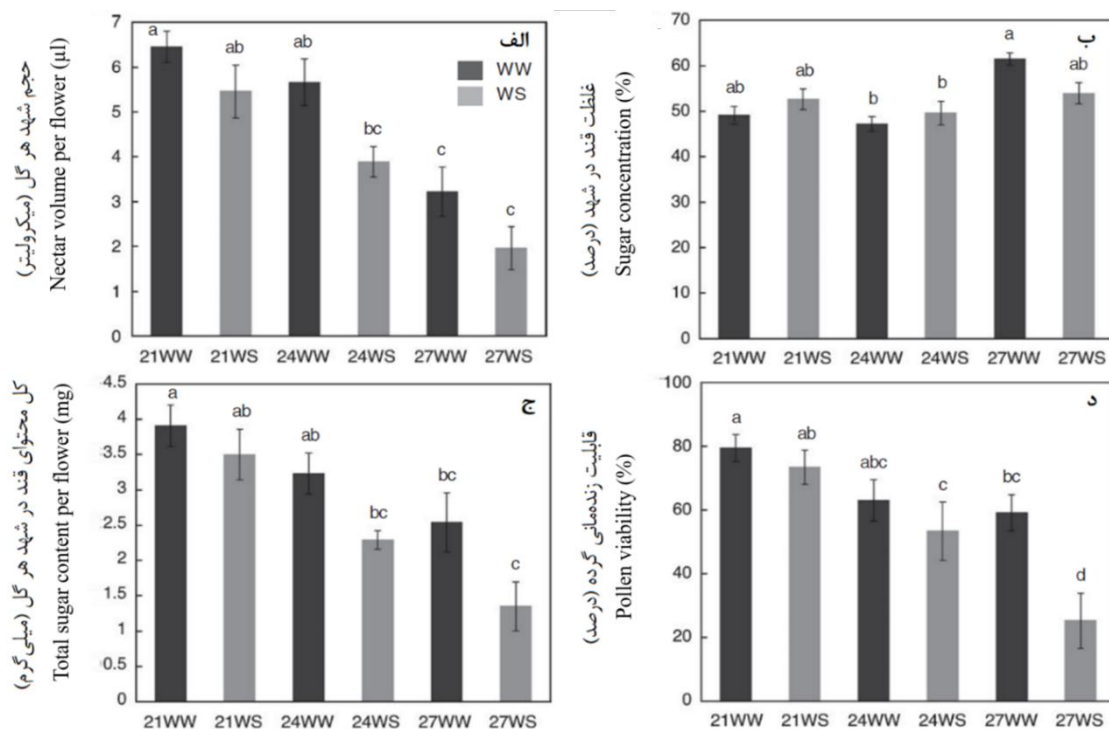 حجم شهد هر گل (میکرولیتر)
Nectar volume per flower (µl)
7
6
5
4
3
2
1
0
الف
WW
WS
a
ab
ab
bc
c
c
21WW 21WS 24WW 24WS 27WW 27WS
غلظت قند در شهد (درصد)
Sugar concentration (%)
70
60
50
40
30
20
10
0
ب
ab
ab
b
b
a
ab
21WW 21WS 24WW 24WS 27WW 27WS
کل محتوای قند در شهد هر گل (میلی‌گرم)
Total sugar content per flower (mg)
4.5
4
3.5
3
2.5
2
1.5
1
0.5
0
ج
a
ab
ab
bc
bc
c
21WW 21WS 24WW 24WS 27WW 27WS
قابلیت زنده‌مانی گرده (درصد)
Pollen viability (%)
100
80
60
40
20
0
د
a
ab
abc
c
bc
d
21WW 21WS 24WW 24WS 27WW 27WS